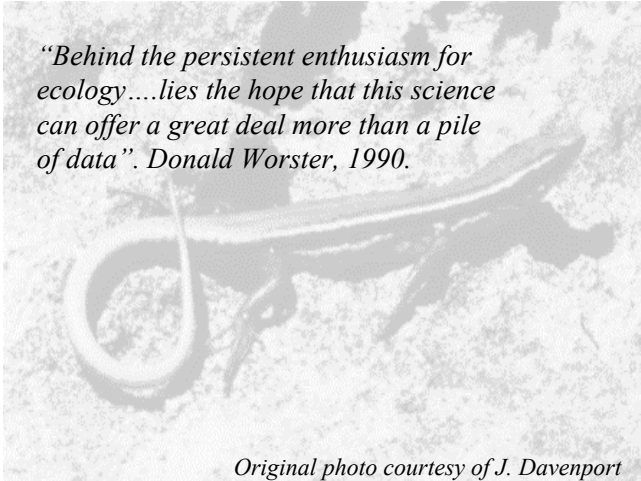 “Behind the persistent enthusiasm for
ecology….lies the hope that this science
can offer a great deal more than a pile
of data”. Donald Worster, 1990.
Original photo courtesy of J. Davenport